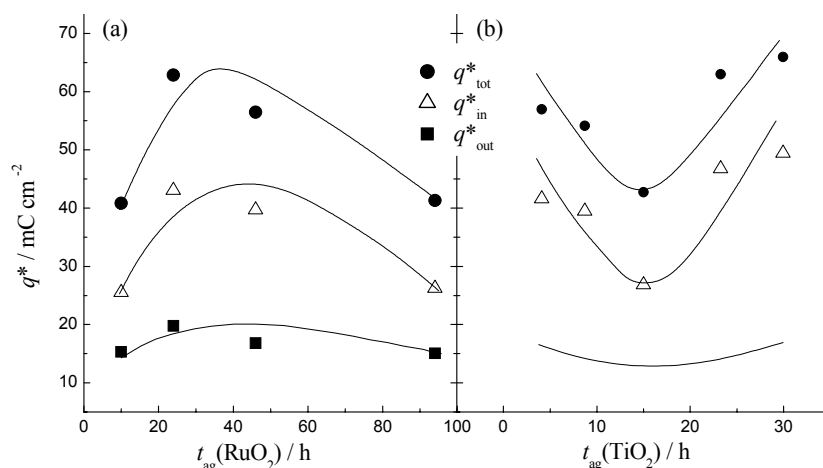 (a)
(b)
70
60
50
40
30
20
10
q* / mC cm⁻²
q*tot
q*in
q*out
0 20 40 60 80 100
0 10 20 30
tag(RuO₂) / h
tag(TiO₂) / h